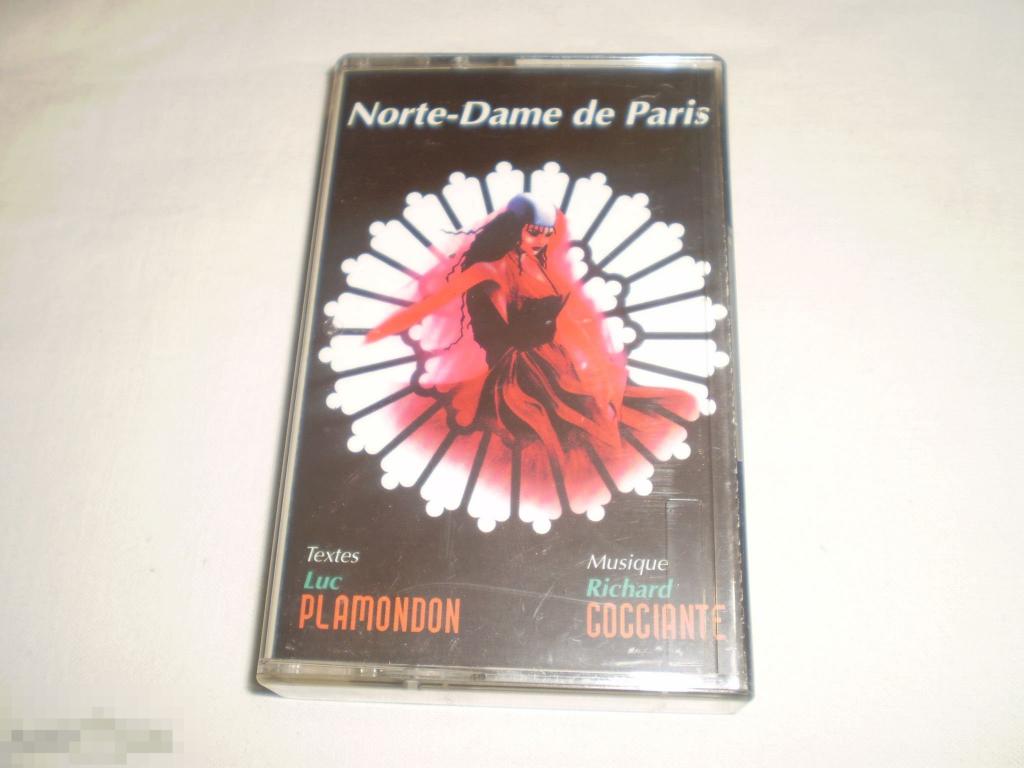 Norte-Dame de Paris
Textes
Luc
PLAMONDON
Musique
Richard
COCCIANTE